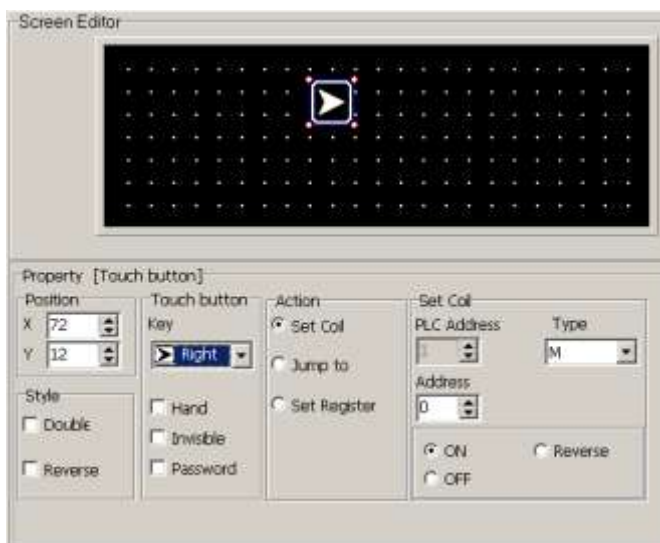 Screen Editor
Property [Touch button]
Position
X 72
Y 12
Style
Double
Reverse
Touch button
Key
Right
Hand
Invisible
Password
Action
Set Coil
Jump to
Set Register
Set Coil
PLC Address
Type
M
Address
0
ON
Reverse
OFF